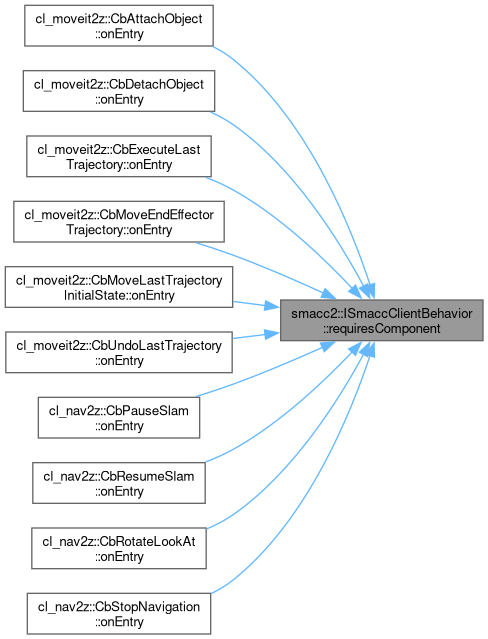 cl_moveit2z::CbAttachObject
::onEntry
cl_moveit2z::CbDetachObject
::onEntry
cl_moveit2z::CbExecuteLast
Trajectory::onEntry
cl_moveit2z::CbMoveEndEffector
Trajectory::onEntry
cl_moveit2z::CbMoveLastTrajectory
InitialState::onEntry
cl_moveit2z::CbUndoLastTrajectory
::onEntry
cl_nav2z::CbPauseSlam
::onEntry
cl_nav2z::CbResumeSlam
::onEntry
cl_nav2z::CbRotateLookAt
::onEntry
cl_nav2z::CbStopNavigation
::onEntry
smacc2::ISmaccClientBehavior
::requiresComponent